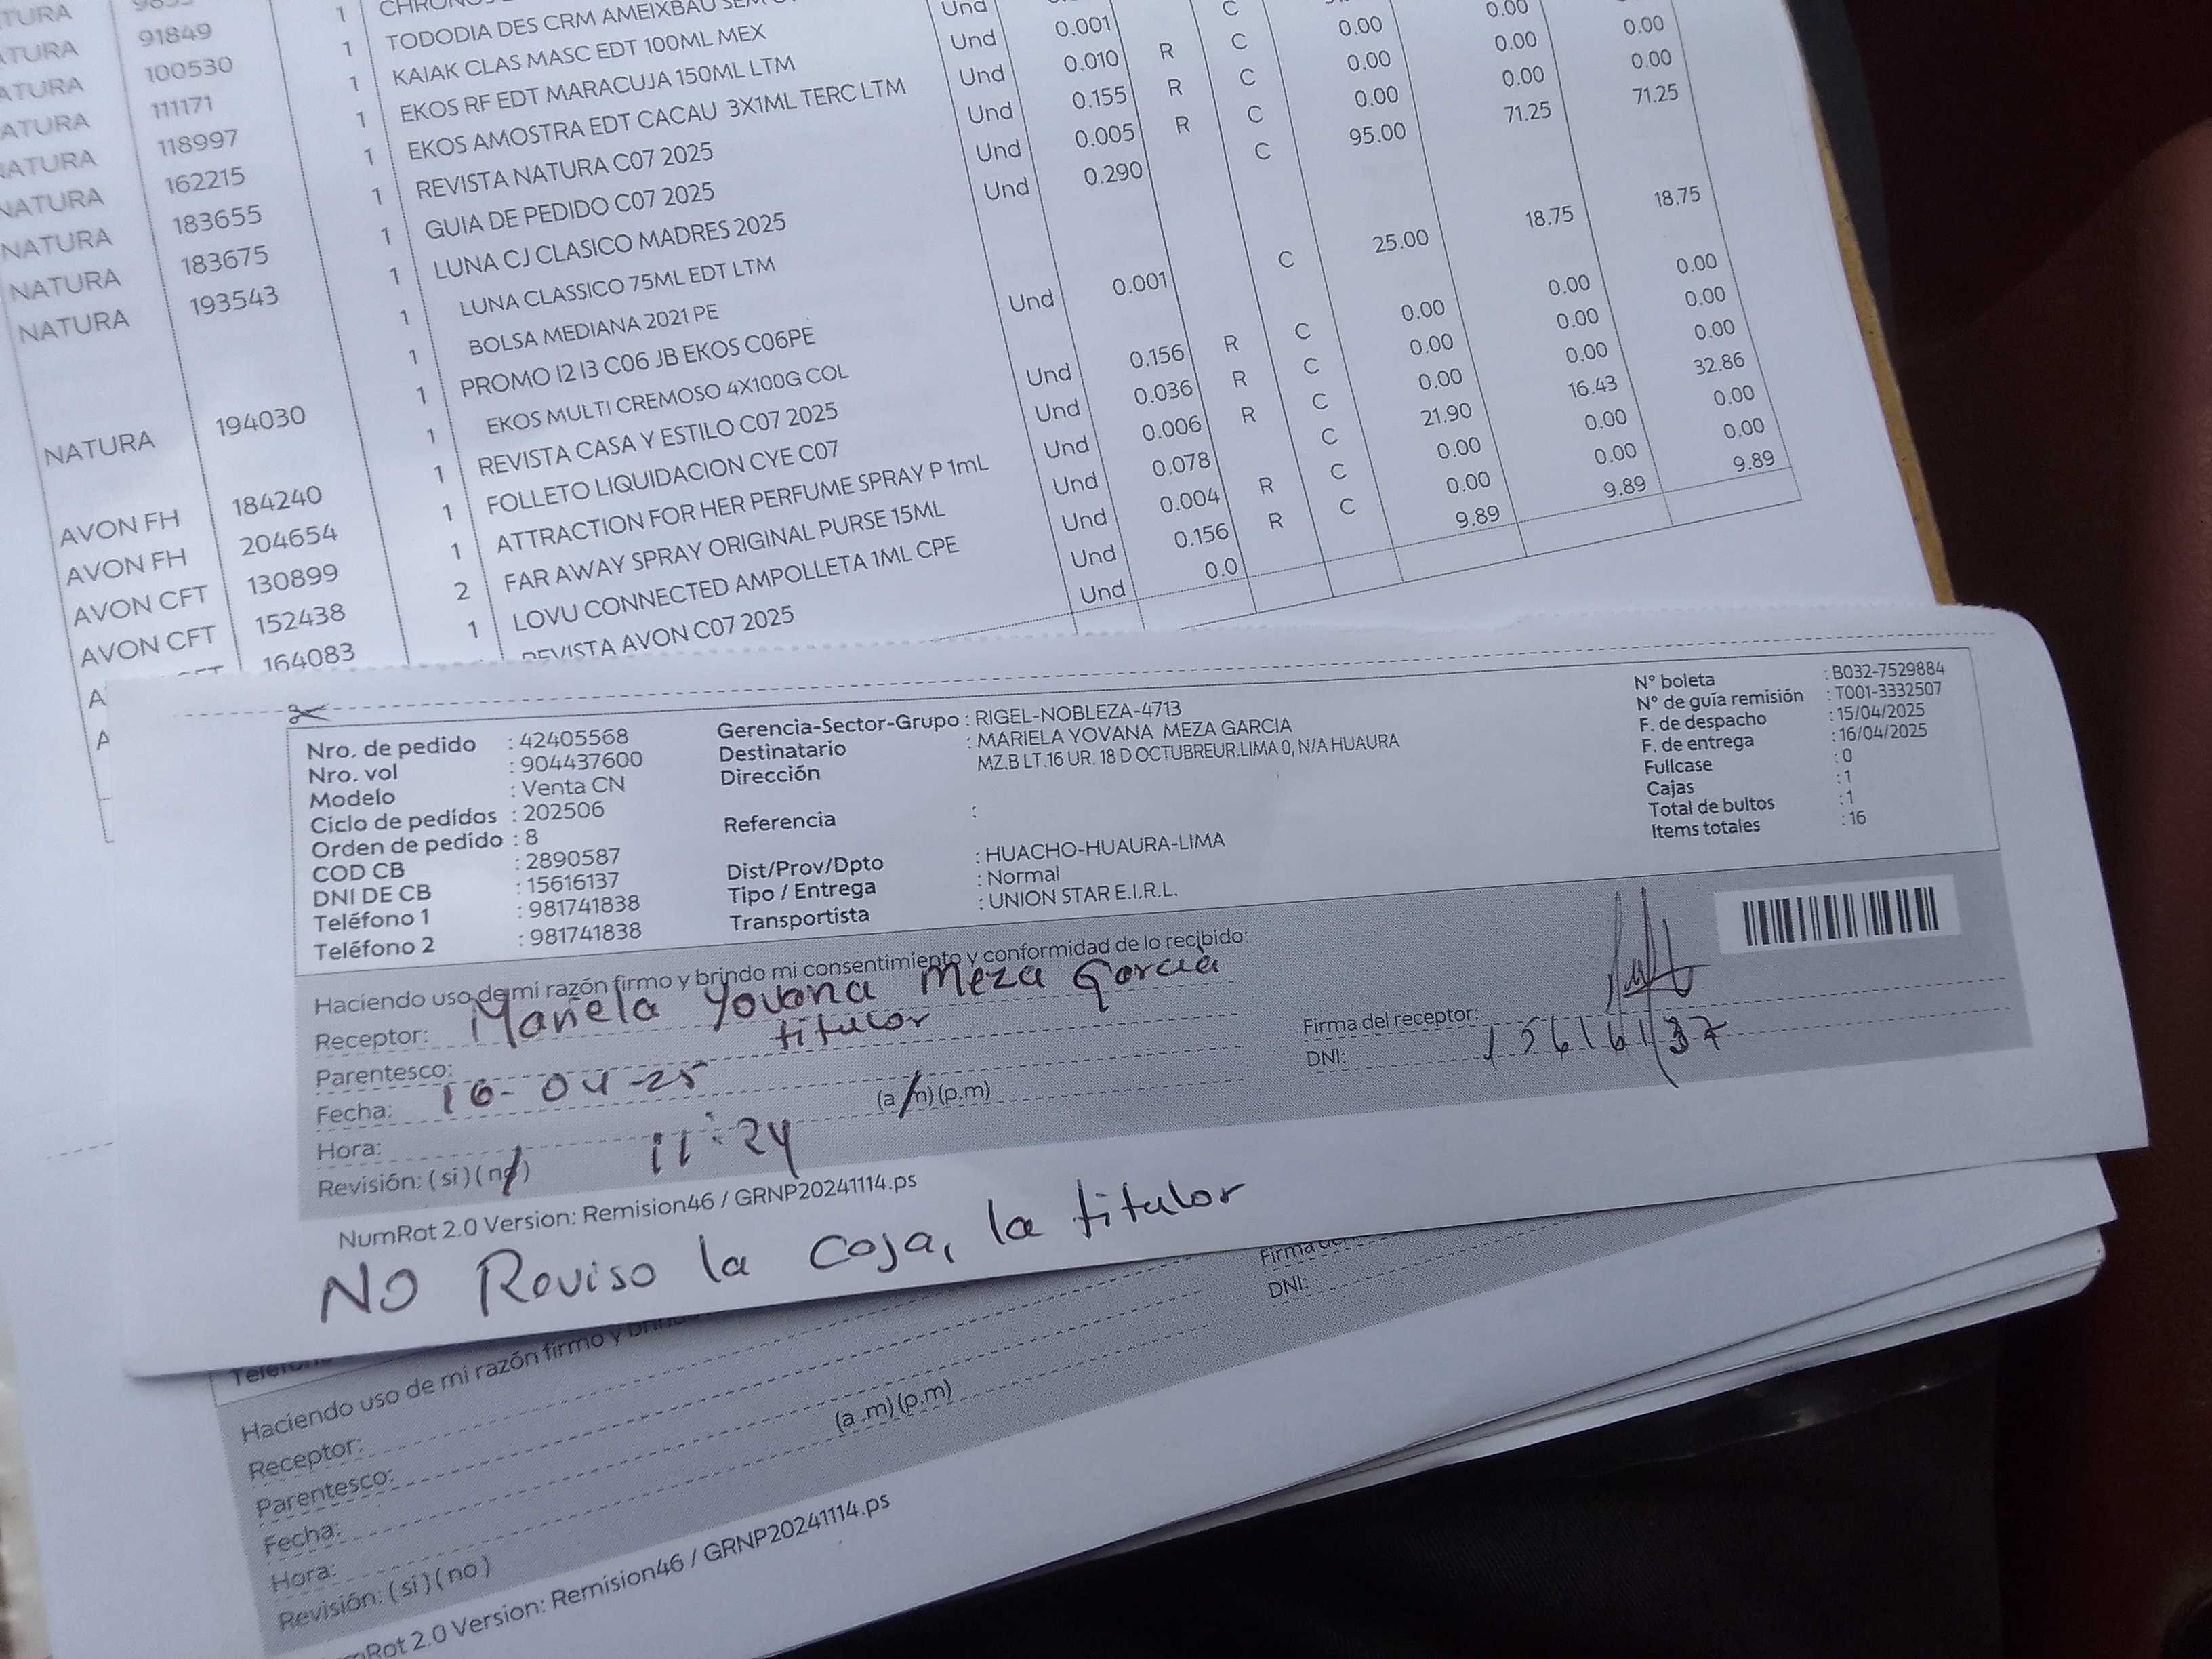 NATURA 91849 1 TODODIA DES CRM AMEIXBAU Und 0.001 C 0.00 0.00 0.00
NATURA 100530 1 KAIAK CLAS MASC EDT 100ML MEX Und 0.010 R C 0.00 0.00 0.00
NATURA 111171 1 EKOS RF EDT MARACUJA 150ML LTM Und 0.155 R C 0.00 0.00 0.00
NATURA 118997 1 EKOS AMOSTRA EDT CACAU 3X1ML TERC LTM Und 0.005 R C 95.00 71.25 71.25
NATURA 162215 1 REVISTA NATURA C07 2025 Und 0.290
NATURA 183655 1 GUIA DE PEDIDO C07 2025
NATURA 183675 1 LUNA CJ CLASICO MADRES 2025
NATURA 193543 1 LUNA CLASSICO 75ML EDT LTM Und 0.001 C 25.00 18.75 18.75
1 BOLSA MEDIANA 2021 PE
NATURA 194030 1 PROMO I2 I3 C06 JB EKOS C06PE Und 0.156 R C 0.00 0.00 0.00
1 EKOS MULTI CREMOSO 4X100G COL Und 0.036 R C 0.00 0.00 0.00
AVON FH 184240 1 REVISTA CASA Y ESTILO C07 2025 Und 0.006 R C 0.00 0.00 0.00
AVON FH 204654 1 FOLLETO LIQUIDACION CYE C07 Und 0.078 C 21.90 16.43 32.86
AVON CFT 130899 1 ATTRACTION FOR HER PERFUME SPRAY P 1mL Und 0.004 R C 0.00 0.00 0.00
AVON CFT 152438 2 FAR AWAY SPRAY ORIGINAL PURSE 15ML Und 0.156 R C 0.00 0.00 0.00
164083 1 LOVU CONNECTED AMPOLLETA 1ML CPE Und 0.0 9.89 9.89 9.89
REVISTA AVON C07 2025
Nro. de pedido : 42405568
Nro. vol : 904437600
Modelo : Venta CN
Ciclo de pedidos : 202506
Orden de pedido : 8
COD CB : 2890587
DNI DE CB : 15616137
Teléfono 1 : 981741838
Teléfono 2 : 981741838
Gerencia-Sector-Grupo : RIGEL-NOBLEZA-4713
Destinatario : MARIELA YOVANA MEZA GARCIA
Dirección MZ.B LT.16 UR. 18 D OCTUBREUR.LIMA 0, N/A HUAURA
Referencia :
Dist/Prov/Dpto : HUACHO-HUAURA-LIMA
Tipo / Entrega : Normal
Transportista : UNION STAR E.I.R.L.
N° boleta : B032-7529884
N° de guía remisión : T001-3332507
F. de despacho : 15/04/2025
F. de entrega : 16/04/2025
Fullcase : 0
Cajas : 1
Total de bultos : 1
Items totales : 16
Haciendo uso de mi razón firmo y brindo mi consentimiento y conformidad de lo recibido:
Receptor: Mariela Yovana Meza Garcia
Parentesco: titular
Fecha: 16-04-25
Hora: 11:24 (a.m) (p.m)
Revisión: (si) (no)
Firma del receptor:
DNI: 15616137
NumRot 2.0 Version: Remision46 / GRNP20241114.ps
NO Reviso la caja, la titular
Haciendo uso de mi razón firmo y
Receptor:
Parentesco:
Fecha:
Hora: (a.m) (p.m)
Revisión: (si) (no)
DNI:
Rot 2.0 Version: Remision46 / GRNP20241114.ps